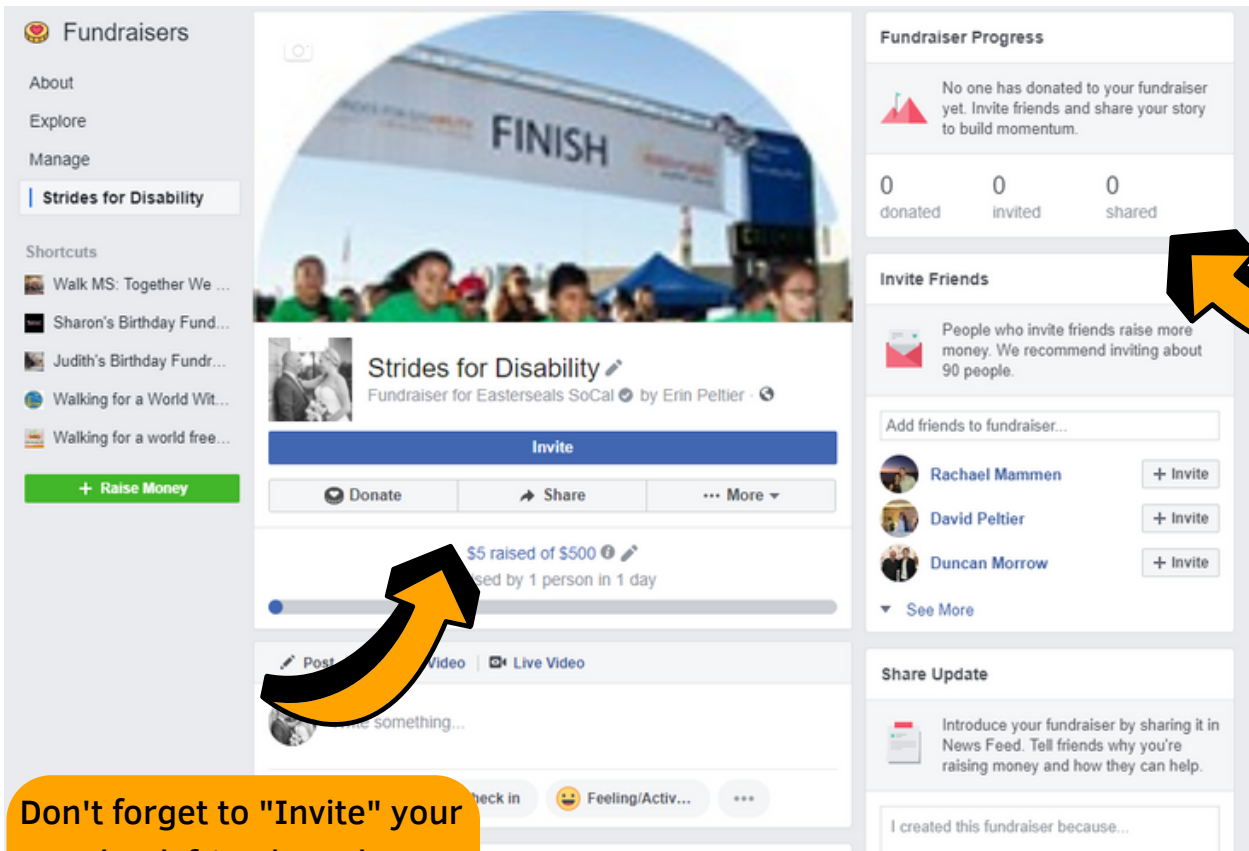 Fundraisers
About
Explore
Manage
Strides for Disability
Shortcuts
Walk MS: Together We ...
Sharon's Birthday Fund...
Judith's Birthday Fundr...
Walking for a World Wit...
Walking for a world free...
+ Raise Money
FINISH
Strides for Disability
Fundraiser for Easterseals SoCal by Erin Peltier ·
Invite
Donate
Share
... More
$5 raised of $500
by 1 person in 1 day
Post
Video
Live Video
something...
heck in
Feeling/Activ...
...
Don't forget to "Invite" your
Fundraiser Progress
No one has donated to your fundraiser
yet. Invite friends and share your story
to build momentum.
0 0 0
donated invited shared
Invite Friends
People who invite friends raise more
money. We recommend inviting about
90 people.
Add friends to fundraiser...
Rachael Mammen + Invite
David Peltier + Invite
Duncan Morrow + Invite
See More
Share Update
Introduce your fundraiser by sharing it in
News Feed. Tell friends why you're
raising money and how they can help.
I created this fundraiser because...